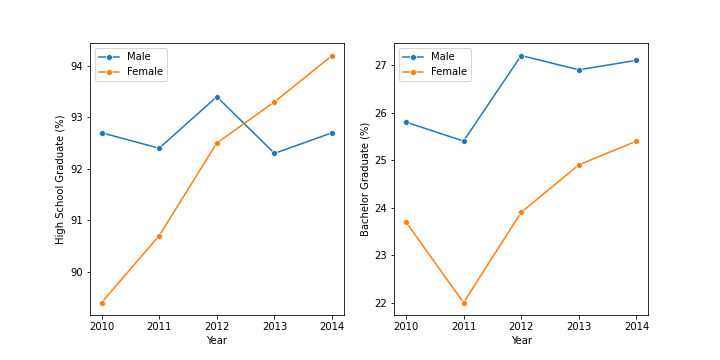 Male
Female
94
93
92
91
90
High School Graduate (%)
2010 2011 2012 2013 2014
Year
Male
Female
27
26
25
24
23
22
Bachelor Graduate (%)
2010 2011 2012 2013 2014
Year